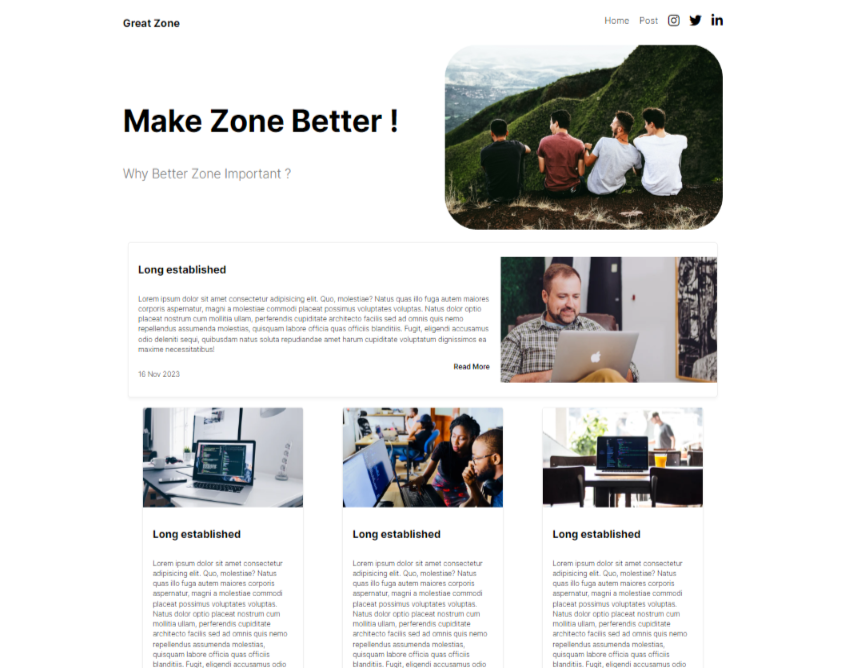 Great Zone
Home Post
Make Zone Better !
Why Better Zone Important ?
Long established
Lorem ipsum dolor sit amet consectetur adipisicing elit. Quo, molestiae? Natus quas illo fuga autem maiores
corporis aspernatur, magni a molestiae commodi placeat possimus voluptates voluptas. Natus dolor optio
placeat nostrum cum mollitia ullam, perferendis cupiditate architecto facilis sed ad omnis quis nemo
repellendus assumenda molestias, quisquam labore officia quas officiis blanditiis. Fugit, eligendi accusamus
odio deleniti sequi, quibusdam natus soluta repudiandae amet harum cupiditate voluptatum dignissimos ea
maxime necessitatibus!
Read More
16 Nov 2023
Long established
Lorem ipsum dolor sit amet consectetur
adipisicing elit. Quo, molestiae? Natus
quas illo fuga autem maiores corporis
aspernatur, magni a molestiae commodi
placeat possimus voluptates voluptas.
Natus dolor optio placeat nostrum cum
mollitia ullam, perferendis cupiditate
architecto facilis sed ad omnis quis nemo
repellendus assumenda molestias,
quisquam labore officia quas officiis
blanditiis. Fugit, eligendi accusamus odio
Long established
Lorem ipsum dolor sit amet consectetur
adipisicing elit. Quo, molestiae? Natus
quas illo fuga autem maiores corporis
aspernatur, magni a molestiae commodi
placeat possimus voluptates voluptas.
Natus dolor optio placeat nostrum cum
mollitia ullam, perferendis cupiditate
architecto facilis sed ad omnis quis nemo
repellendus assumenda molestias,
quisquam labore officia quas officiis
blanditiis. Fugit, eligendi accusamus odio
Long established
Lorem ipsum dolor sit amet consectetur
adipisicing elit. Quo, molestiae? Natus
quas illo fuga autem maiores corporis
aspernatur, magni a molestiae commodi
placeat possimus voluptates voluptas.
Natus dolor optio placeat nostrum cum
mollitia ullam, perferendis cupiditate
architecto facilis sed ad omnis quis nemo
repellendus assumenda molestias,
quisquam labore officia quas officiis
blanditiis. Fugit, eligendi accusamus odio